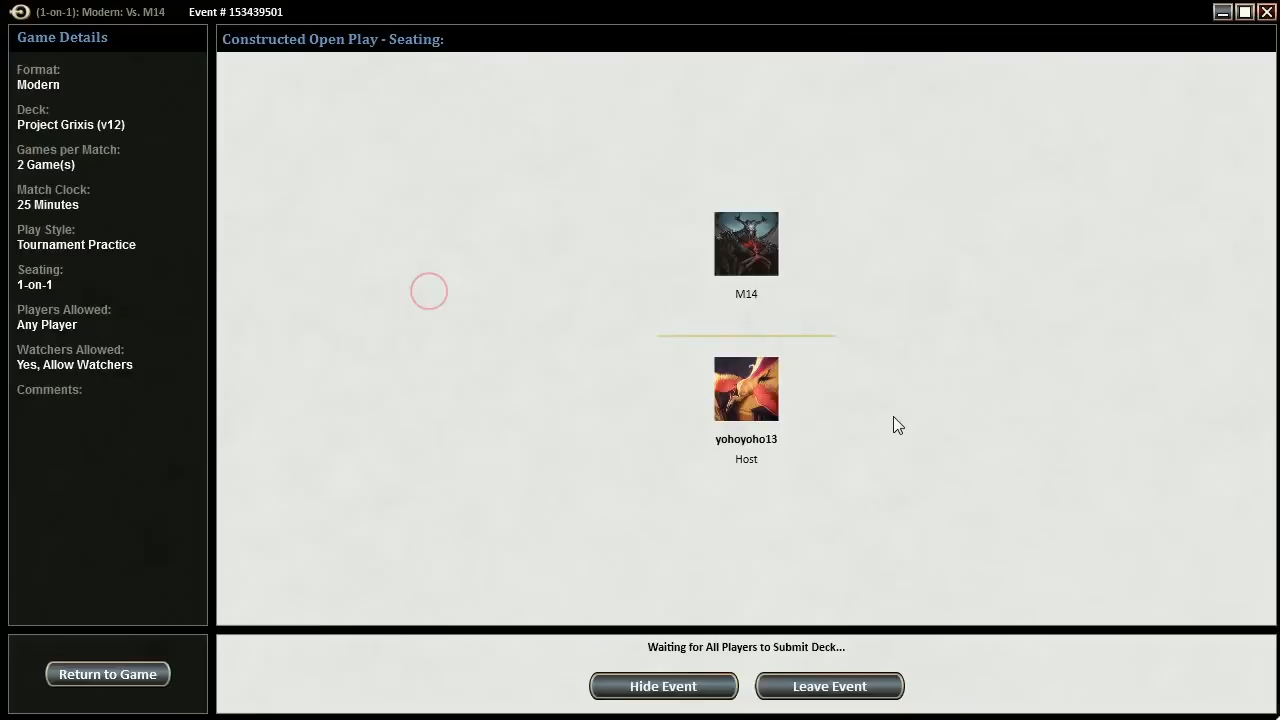 (1-on-1): Modern: Vs. M14 Event # 153439501
Game Details
Format:
Modern
Deck:
Project Grixis (v12)
Games per Match:
2 Game(s)
Match Clock:
25 Minutes
Play Style:
Tournament Practice
Seating:
1-on-1
Players Allowed:
Any Player
Watchers Allowed:
Yes, Allow Watchers
Comments:
Return to Game
Constructed Open Play - Seating:
M14
yohoyoho13
Host
Waiting for All Players to Submit Deck...
Hide Event
Leave Event